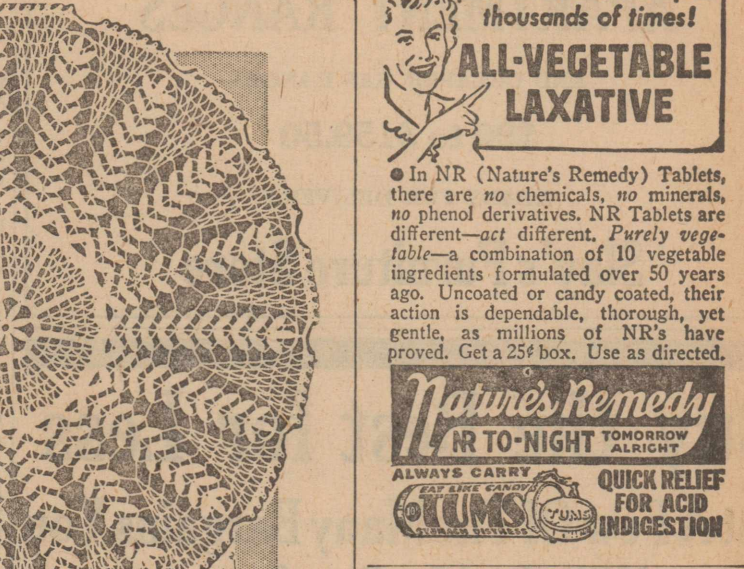 thousands of times!
ALL-VEGETABLE
LAXATIVE
● In NR (Nature's Remedy) Tablets,
there are no chemicals, no minerals,
no phenol derivatives. NR Tablets are
different—act different. Purely vege-
table—a combination of 10 vegetable
ingredients formulated over 50 years
ago. Uncoated or candy coated, their
action is dependable, thorough, yet
gentle, as millions of NR's have
proved. Get a 25¢ box. Use as directed.
Nature's Remedy
NR TO-NIGHT TOMORROW
ALRIGHT
ALWAYS CARRY
EAT LIKE CANDY
10¢ TUMS
TUMS
QUICK RELIEF
FOR ACID
INDIGESTION